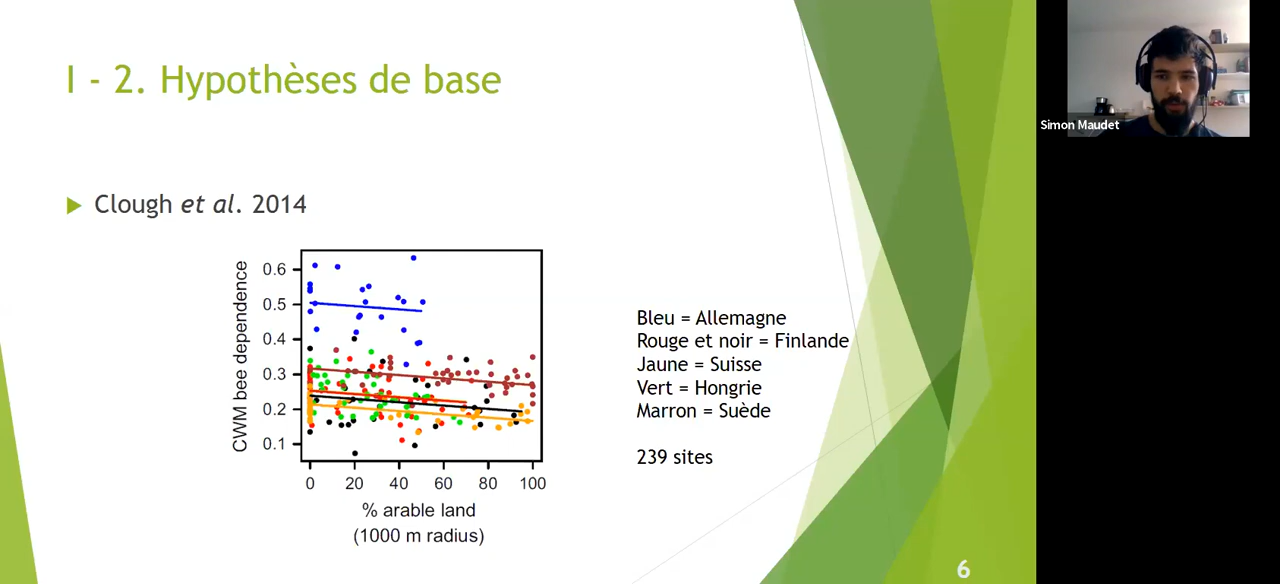 I - 2. Hypothèses de base
Simon Maudet
Clough et al. 2014
CWM bee dependence
0.6
0.5
0.4
0.3
0.2
0.1
0 20 40 60 80 100
% arable land
(1000 m radius)
Bleu = Allemagne
Rouge et noir = Finlande
Jaune = Suisse
Vert = Hongrie
Marron = Suède
239 sites
6